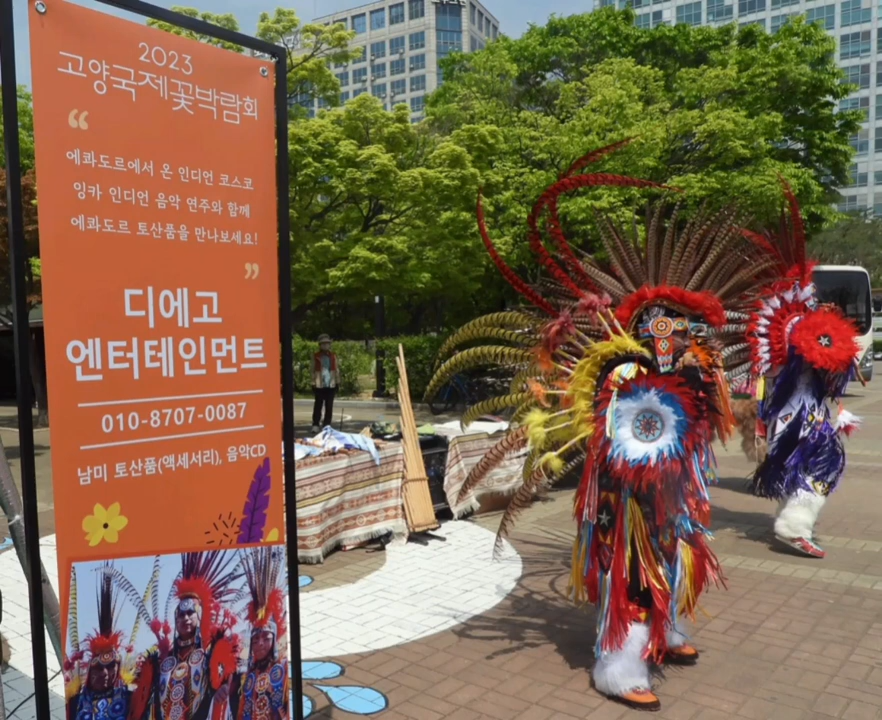 2023
고양국제꽃박람회
“
에콰도르에서 온 인디언 코스코
잉카 인디언 음악 연주와 함께
에콰도르 토산품을 만나보세요!
”
디에고
엔터테인먼트
010-8707-0087
남미 토산품(액세서리), 음악CD